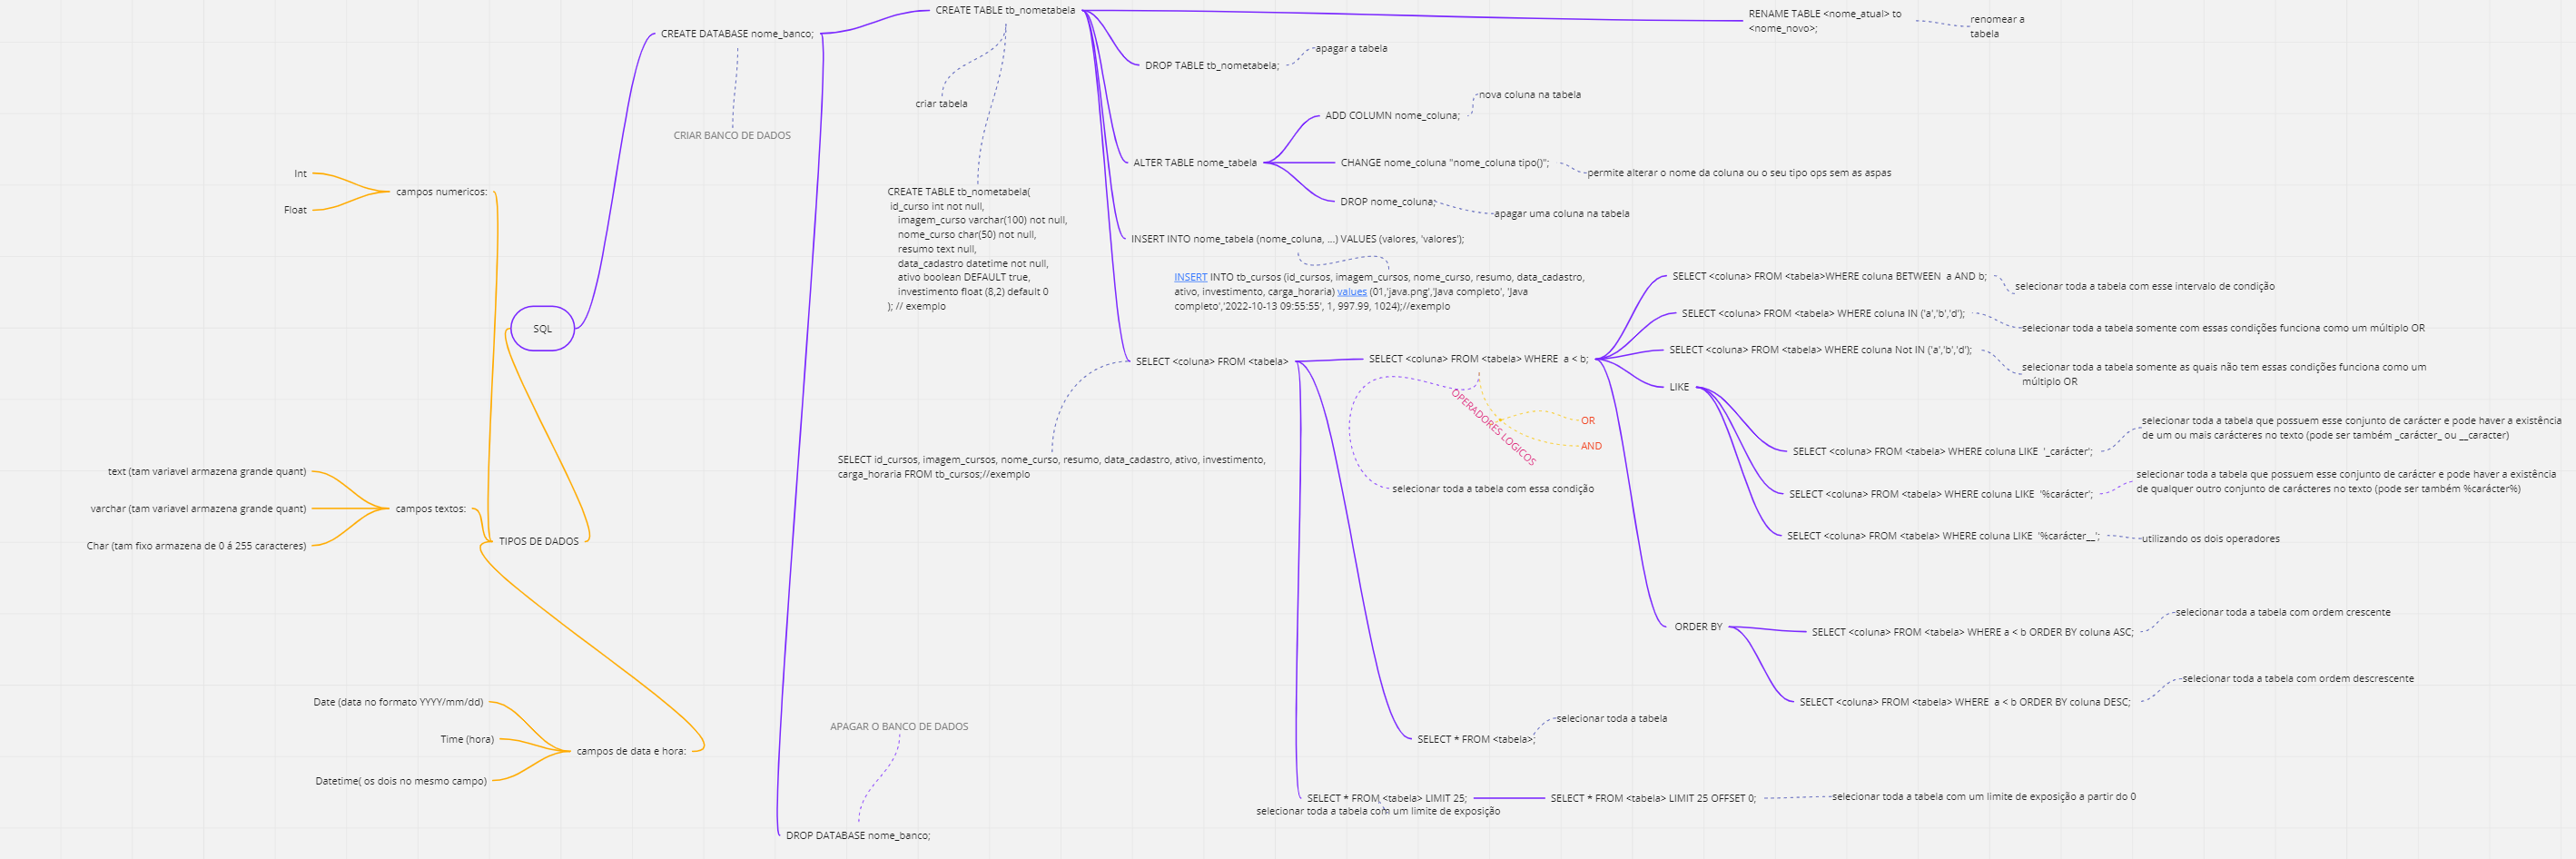 CREATE TABLE tb_nometabela
RENAME TABLE <nome_atual> to
<nome_novo>;
renomear a
tabela
CREATE DATABASE nome_banco;
apagar a tabela
DROP TABLE tb_nometabela;
criar tabela
nova coluna na tabela
ADD COLUMN nome_coluna;
CRIAR BANCO DE DADOS
ALTER TABLE nome_tabela
CHANGE nome_coluna "nome_coluna tipo()";
permite alterar o nome da coluna ou o seu tipo ops sem as aspas
DROP nome_coluna;
apagar uma coluna na tabela
Int
campos numericos:
Float
CREATE TABLE tb_nometabela(
id_curso int not null,
imagem_curso varchar(100) not null,
nome_curso char(50) not null,
resumo text null,
data_cadastro datetime not null,
ativo boolean DEFAULT true,
investimento float (8,2) default 0
); // exemplo
INSERT INTO nome_tabela (nome_coluna, ...) VALUES (valores, 'valores');
INSERT INTO tb_cursos (id_cursos, imagem_cursos, nome_curso, resumo, data_cadastro,
ativo, investimento, carga_horaria) values (01,'java.png','Java completo', 'Java
completo','2022-10-13 09:55:55', 1, 997.99, 1024);//exemplo
SQL
SELECT <coluna> FROM <tabela>
SELECT <coluna> FROM <tabela> WHERE  a < b;
SELECT <coluna> FROM <tabela>WHERE coluna BETWEEN  a AND b;
selecionar toda a tabela com esse intervalo de condição
SELECT <coluna> FROM <tabela> WHERE coluna IN ('a','b','d');
selecionar toda a tabela somente com essas condições funciona como um múltiplo OR
SELECT <coluna> FROM <tabela> WHERE coluna Not IN ('a','b','d');
selecionar toda a tabela somente as quais não tem essas condições funciona como um
múltiplo OR
LIKE
OPERADORES LOGICOS
OR
AND
selecionar toda a tabela que possuem esse conjunto de carácter e pode haver a existência
de um ou mais carácteres no texto (pode ser também _carácter_ ou __caracter)
SELECT <coluna> FROM <tabela> WHERE coluna LIKE  '_carácter';
SELECT id_cursos, imagem_cursos, nome_curso, resumo, data_cadastro, ativo, investimento,
carga_horaria FROM tb_cursos;//exemplo
selecionar toda a tabela com essa condição
selecionar toda a tabela que possuem esse conjunto de carácter e pode haver a existência
de qualquer outro conjunto de carácteres no texto (pode ser também %carácter%)
SELECT <coluna> FROM <tabela> WHERE coluna LIKE  '%carácter';
SELECT <coluna> FROM <tabela> WHERE coluna LIKE  '%carácter__';
utilizando os dois operadores
text (tam variavel armazena grande quant)
varchar (tam variavel armazena grande quant)
campos textos:
Char (tam fixo armazena de 0 á 255 caracteres)
TIPOS DE DADOS
ORDER BY
selecionar toda a tabela com ordem crescente
SELECT <coluna> FROM <tabela> WHERE a < b ORDER BY coluna ASC;
selecionar toda a tabela com ordem descrescente
SELECT <coluna> FROM <tabela> WHERE  a < b ORDER BY coluna DESC;
Date (data no formato YYYY/mm/dd)
Time (hora)
campos de data e hora:
Datetime( os dois no mesmo campo)
APAGAR O BANCO DE DADOS
selecionar toda a tabela
SELECT * FROM <tabela>;
SELECT * FROM <tabela> LIMIT 25;
selecionar toda a tabela com um limite de exposição
SELECT * FROM <tabela> LIMIT 25 OFFSET 0;
selecionar toda a tabela com um limite de exposição a partir do 0
DROP DATABASE nome_banco;